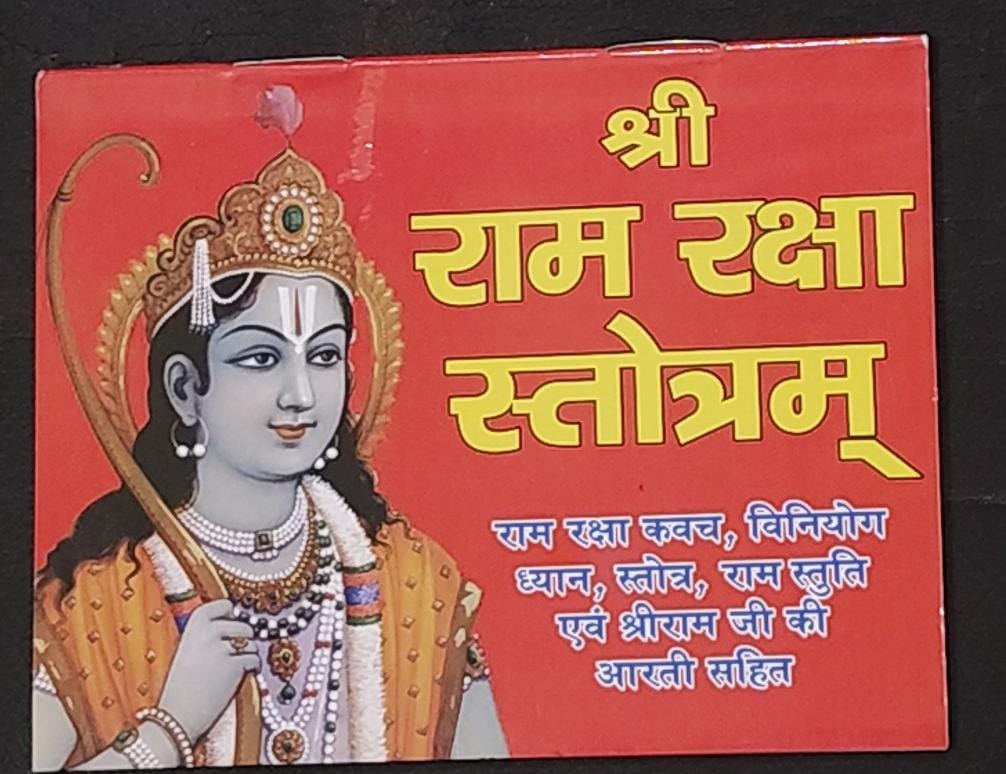 श्री
राम रक्षा
स्तोत्रम्
राम रक्षा कवच, विनियोग
ध्यान, स्तोत्र, राम स्तुति
एवं श्रीराम जी की
आरती सहित